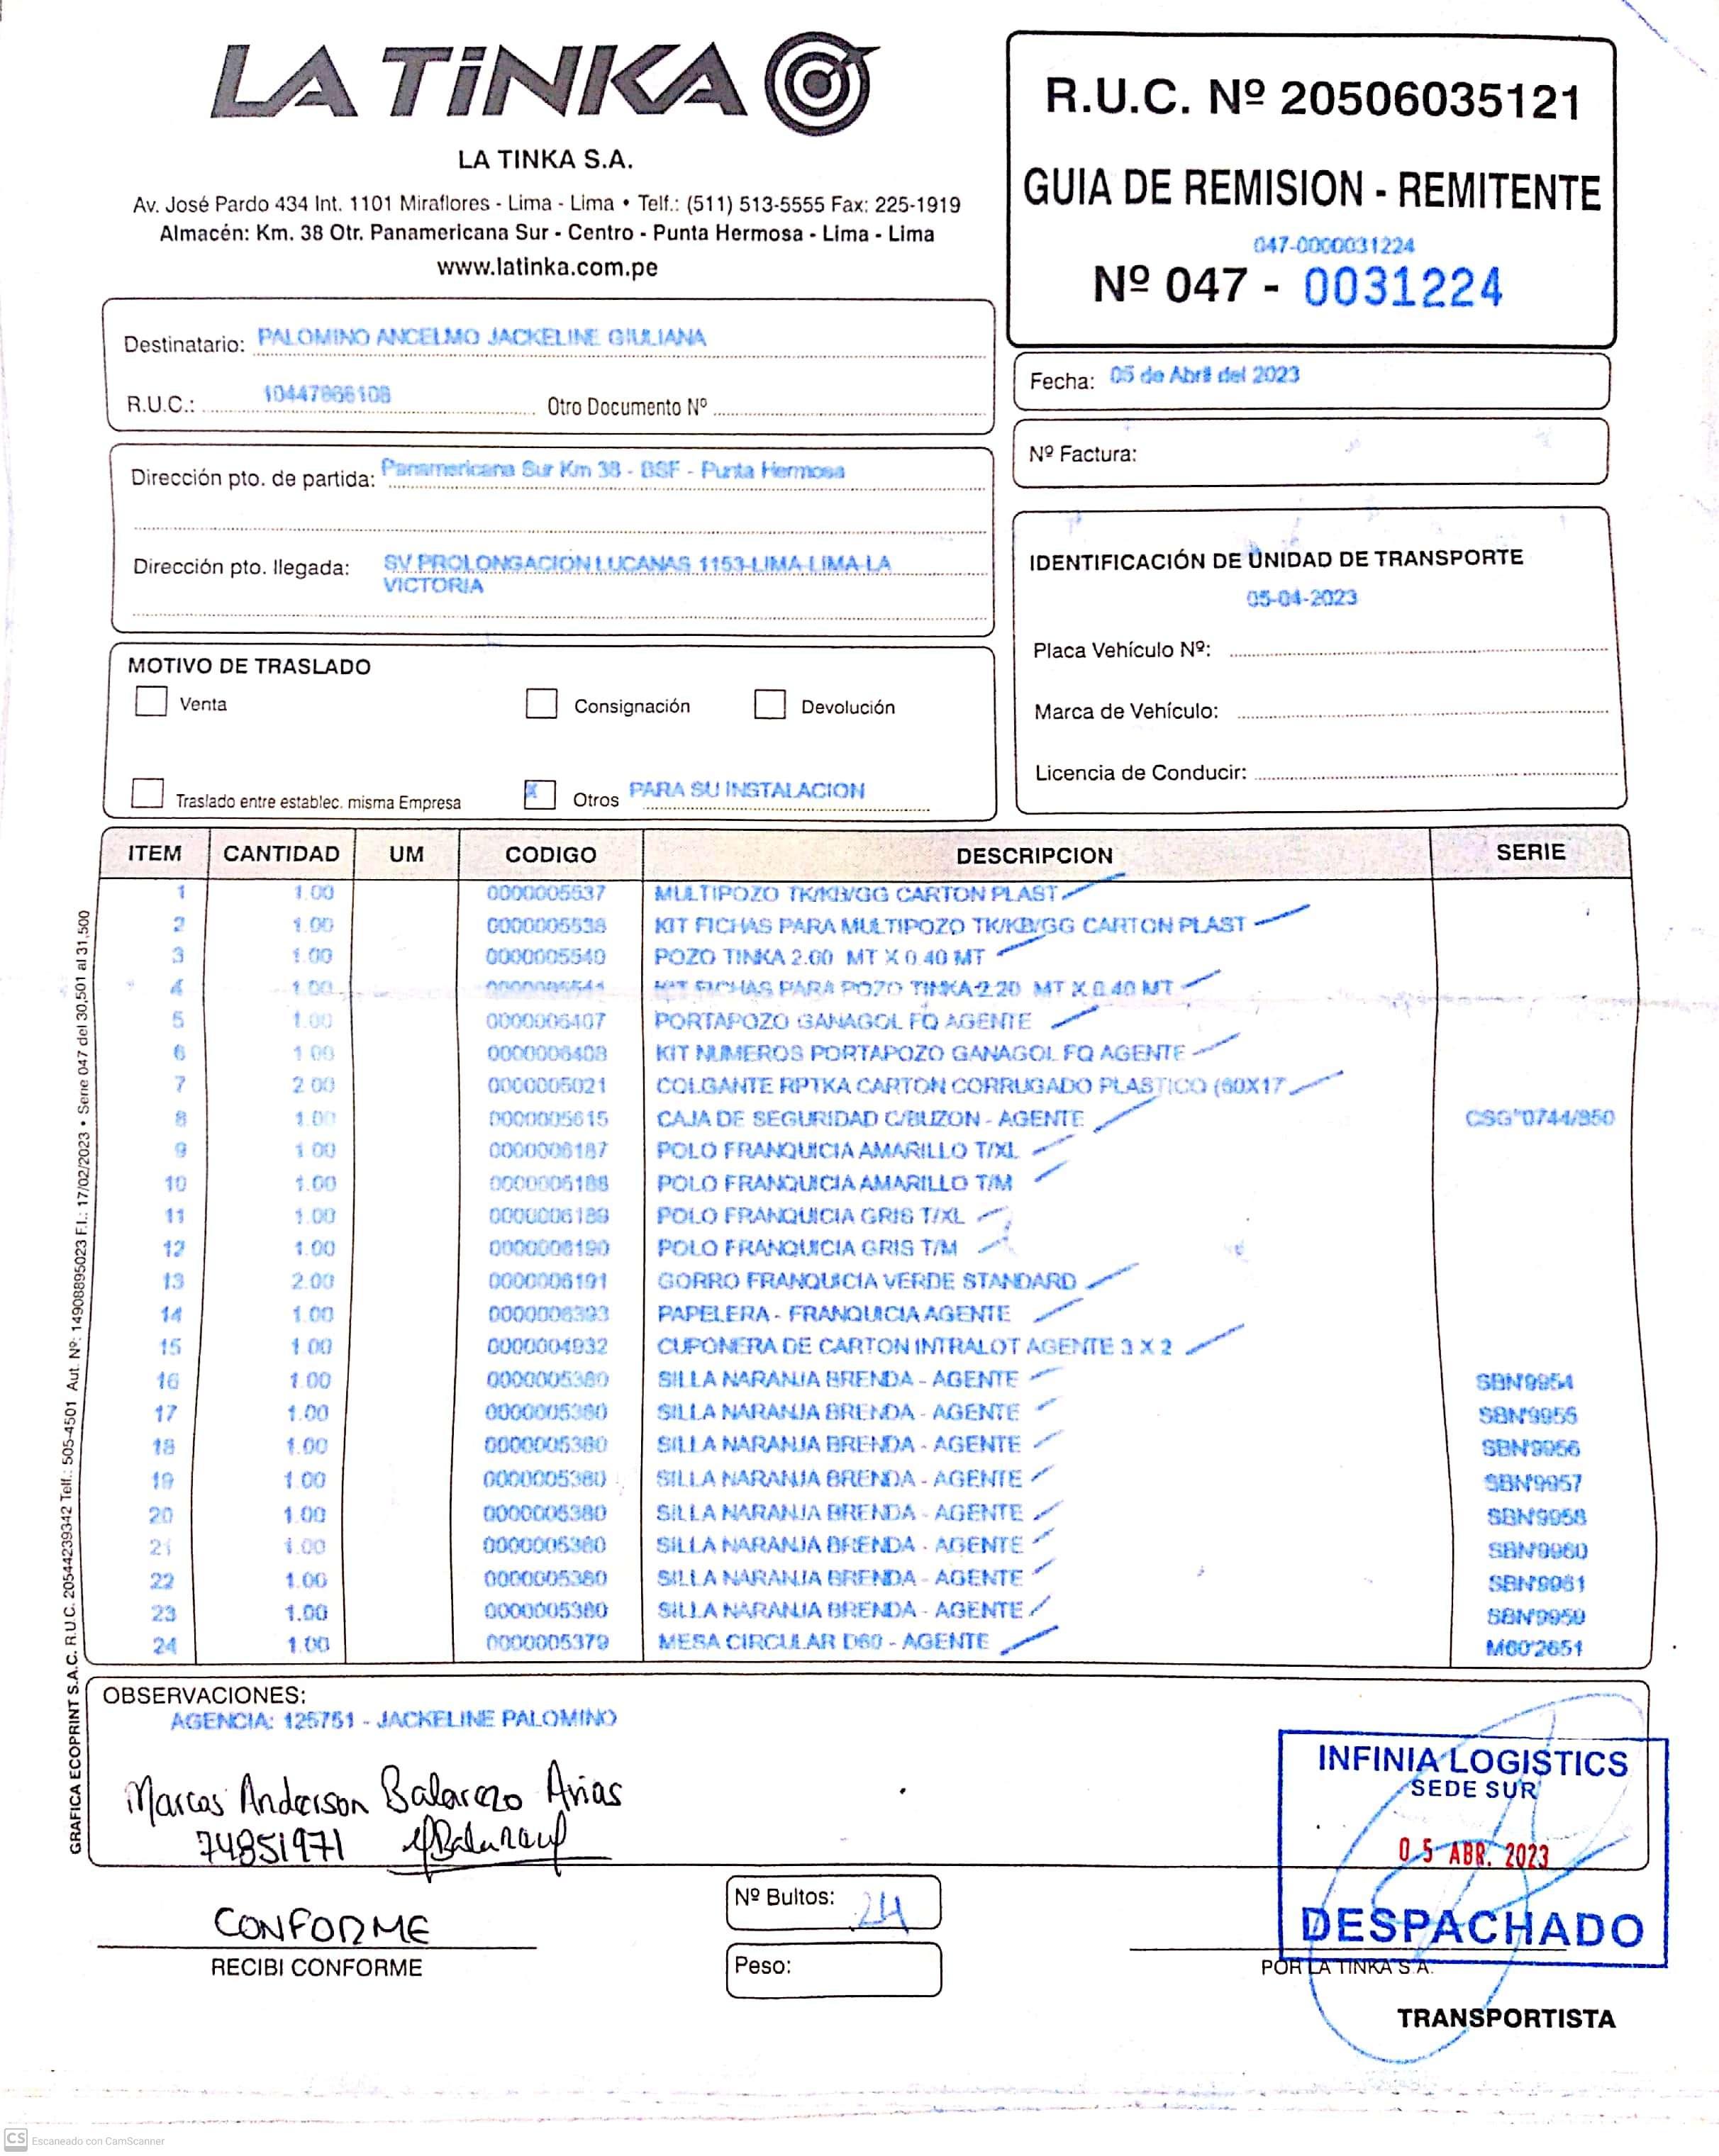 LA TiNKA
LA TINKA S.A.
Av. José Pardo 434 Int. 1101 Miraflores - Lima - Lima • Telf.: (511) 513-5555 Fax: 225-1919
Almacén: Km. 38 Otr. Panamericana Sur - Centro - Punta Hermosa - Lima - Lima
www.latinka.com.pe
R.U.C. Nº 20506035121
GUIA DE REMISION - REMITENTE
047-0000031224
Nº 047 - 0031224
Destinatario: PALOMINO ANCELMO JACKELINE GIULIANA
R.U.C.: Otro Documento Nº
Fecha: 05 de Abril del 2023
Nº Factura:
Dirección pto. de partida: Panamericana Sur Km 38 - BSF - Punta Hermosa
Dirección pto. llegada: SV PROLONGACION LUCANAS 1153-LIMA-LIMA-LA
VICTORIA
IDENTIFICACIÓN DE UNIDAD DE TRANSPORTE
05-04-2023
Placa Vehículo Nº:
Marca de Vehículo:
Licencia de Conducir:
MOTIVO DE TRASLADO
Venta Consignación Devolución
Traslado entre establec. misma Empresa X Otros PARA SU INSTALACION
ITEM CANTIDAD UM CODIGO DESCRIPCION SERIE
1 1.00 0000005537 MULTIPOZO TK/KB/GG CARTON PLAST
2 1.00 0000005538 KIT FICHAS PARA MULTIPOZO TK/KB/GG CARTON PLAST
3 1.00 0000005540 POZO TINKA 2.00 MT X 0.40 MT
4 1.00 0000005541 KIT FICHAS PARA POZO TINKA 2.20 MT X 0.40 MT
5 1.00 0000006407 PORTAPOZO GANAGOL FQ AGENTE
6 1.00 0000006408 KIT NUMEROS PORTAPOZO GANAGOL FQ AGENTE
7 2.00 0000005021 COLGANTE RPTKA CARTON CORRUGADO PLASTICO (60X17
8 1.00 0000005615 CAJA DE SEGURIDAD C/BUZON - AGENTE CSG"0744/850
9 1.00 0000006187 POLO FRANQUICIA AMARILLO T/XL
10 1.00 0000006188 POLO FRANQUICIA AMARILLO T/M
11 1.00 0000006189 POLO FRANQUICIA GRIS T/XL
12 1.00 0000006190 POLO FRANQUICIA GRIS T/M
13 2.00 0000006191 GORRO FRANQUICIA VERDE STANDARD
14 1.00 0000006393 PAPELERA - FRANQUICIA AGENTE
15 1.00 0000004932 CUPONERA DE CARTON INTRALOT AGENTE 3 X 2
16 1.00 0000005380 SILLA NARANJA BRENDA - AGENTE SBN'9954
17 1.00 0000005380 SILLA NARANJA BRENDA - AGENTE SBN'9955
18 1.00 0000005380 SILLA NARANJA BRENDA - AGENTE SBN'9956
19 1.00 0000005380 SILLA NARANJA BRENDA - AGENTE SBN'9957
20 1.00 0000005380 SILLA NARANJA BRENDA - AGENTE SBN'9958
21 1.00 0000005380 SILLA NARANJA BRENDA - AGENTE SBN'9960
22 1.00 0000005380 SILLA NARANJA BRENDA - AGENTE SBN'9961
23 1.00 0000005380 SILLA NARANJA BRENDA - AGENTE SBN'9959
24 1.00 0000005379 MESA CIRCULAR D60 - AGENTE M60'2651
GRAFICA ECOPRINT S.A.C. R.U.C. 20544239342 Telf.: 505-4501 Aut. Nº: 14908895023 F.I.: 17/02/2023 • Serie 047 del 30,501 al 31,500
OBSERVACIONES:
AGENCIA: 125751 - JACKELINE PALOMINO
Marcos Anderson Balarezo Arias
74851971
CONFORME
RECIBI CONFORME
Nº Bultos: 24
Peso:
INFINIA LOGISTICS
SEDE SUR
05 ABR. 2023
DESPACHADO
POR LA TINKA S.A.
TRANSPORTISTA
CS Escaneado con CamScanner